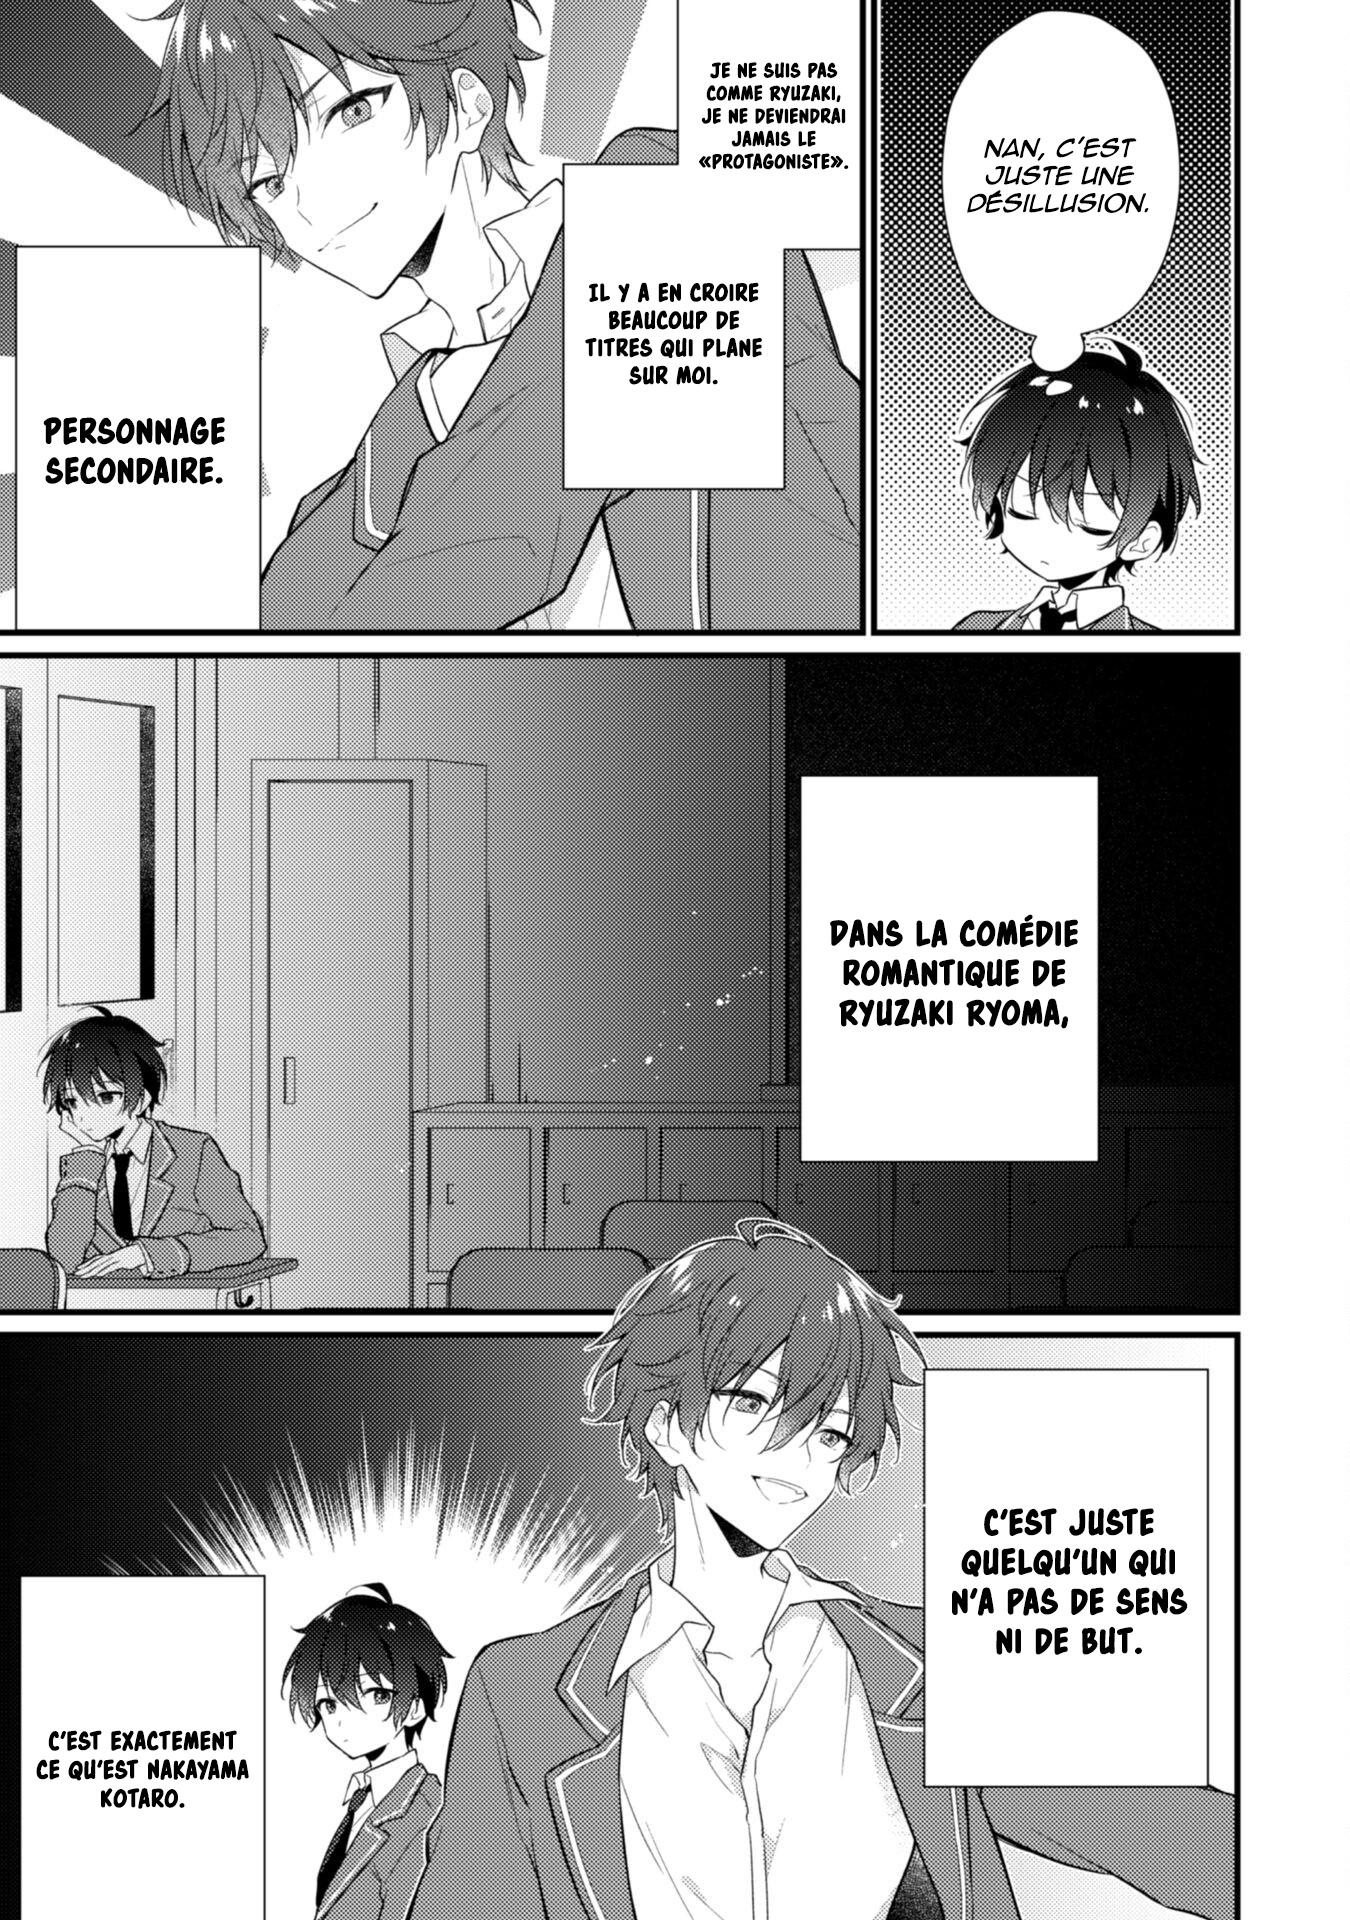 NAN, C'EST
JUSTE UNE
DÉSILLUSION.
JE NE SUIS PAS
COMME RYUZAKI,
JE NE DEVIENDRAI
JAMAIS LE
«PROTAGONISTE».
IL Y A EN CROIRE
BEAUCOUP DE
TITRES QUI PLANE
SUR MOI.
PERSONNAGE
SECONDAIRE.
DANS LA COMÉDIE
ROMANTIQUE DE
RYUZAKI RYOMA,
C'EST JUSTE
QUELQU'UN QUI
N'A PAS DE SENS
NI DE BUT.
C'EST EXACTEMENT
CE QU'EST NAKAYAMA
KOTARO.